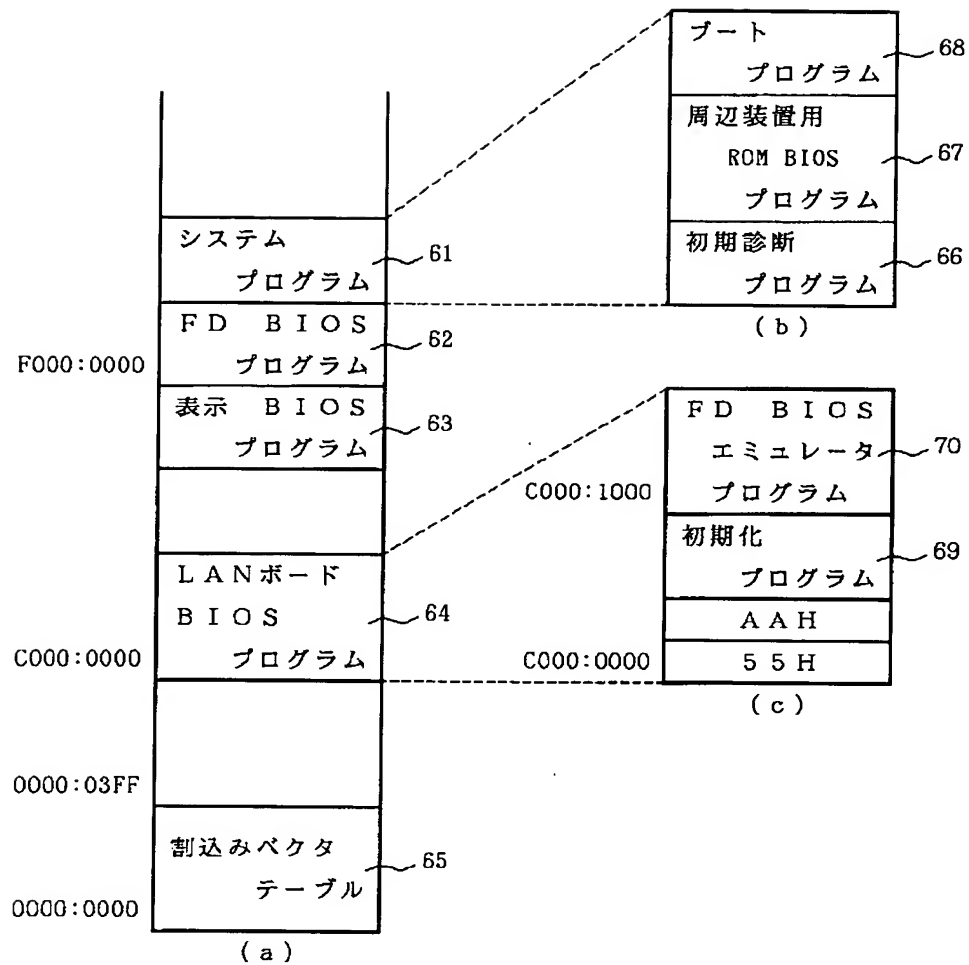 システム
プログラム
61
FD BIOS
プログラム
62
F000:0000
表示 BIOS
プログラム
63
LANボード
BIOS
プログラム
64
C000:0000
0000:03FF
割込みベクタ
テーブル
65
0000:0000
(a)
ブート
プログラム
68
周辺装置用
ROM BIOS
プログラム
67
初期診断
プログラム
66
(b)
FD BIOS
エミュレータ
プログラム
70
C000:1000
初期化
プログラム
69
AAH
55H
C000:0000
(c)